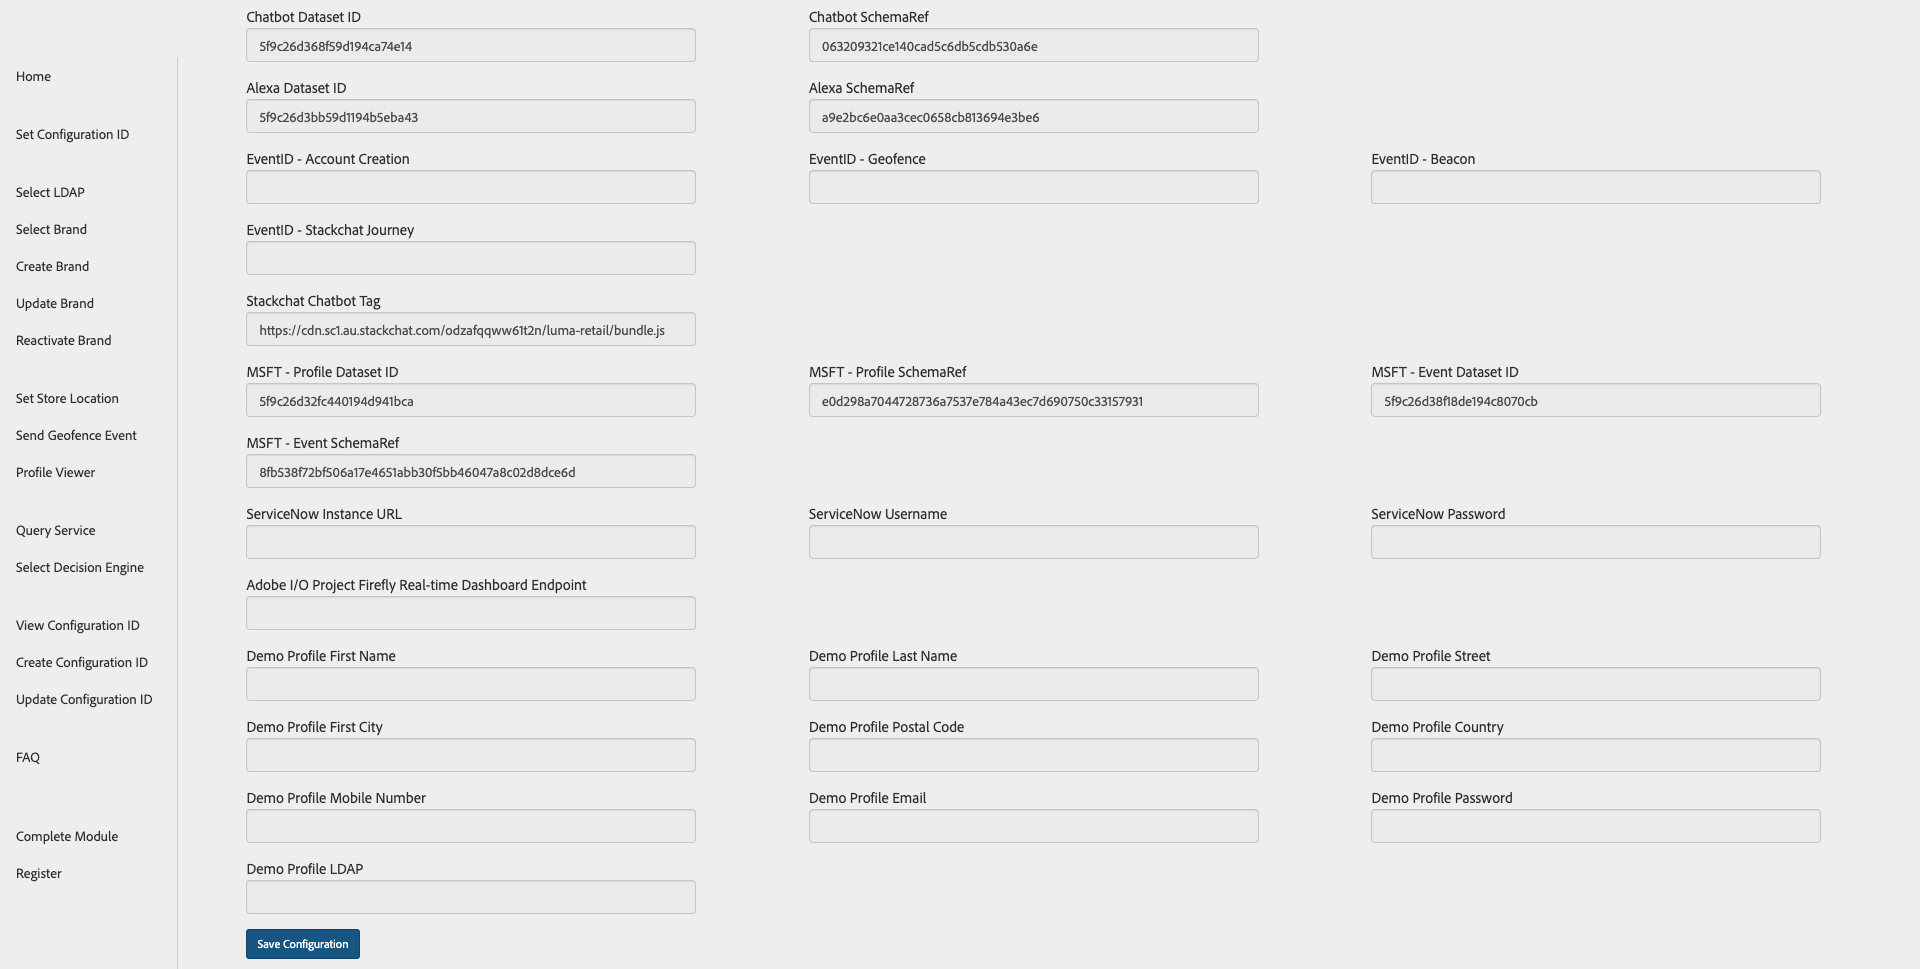 Home
Set Configuration ID
Select LDAP
Select Brand
Create Brand
Update Brand
Reactivate Brand
Set Store Location
Send Geofence Event
Profile Viewer
Query Service
Select Decision Engine
View Configuration ID
Create Configuration ID
Update Configuration ID
FAQ
Complete Module
Register
Chatbot Dataset ID
5f9c26d368f59d194ca74e14
Chatbot SchemaRef
063209321ce140cad5c6db5cdb530a6e
Alexa Dataset ID
5f9c26d3bb59d1194b5eba43
Alexa SchemaRef
a9e2bc6e0aa3cec0658cb813694e3be6
EventID - Account Creation
EventID - Geofence
EventID - Beacon
EventID - Stackchat Journey
Stackchat Chatbot Tag
https://cdn.sc1.au.stackchat.com/odzafqqww61t2n/luma-retail/bundle.js
MSFT - Profile Dataset ID
5f9c26d32fc440194d941bca
MSFT - Profile SchemaRef
e0d298a7044728736a7537e784a43ec7d690750c33157931
MSFT - Event Dataset ID
5f9c26d38f18de194c8070cb
MSFT - Event SchemaRef
8fb538f72bf506a17e4651abb30f5bb46047a8c02d8dce6d
ServiceNow Instance URL
ServiceNow Username
ServiceNow Password
Adobe I/O Project Firefly Real-time Dashboard Endpoint
Demo Profile First Name
Demo Profile Last Name
Demo Profile Street
Demo Profile First City
Demo Profile Postal Code
Demo Profile Country
Demo Profile Mobile Number
Demo Profile Email
Demo Profile Password
Demo Profile LDAP
Save Configuration